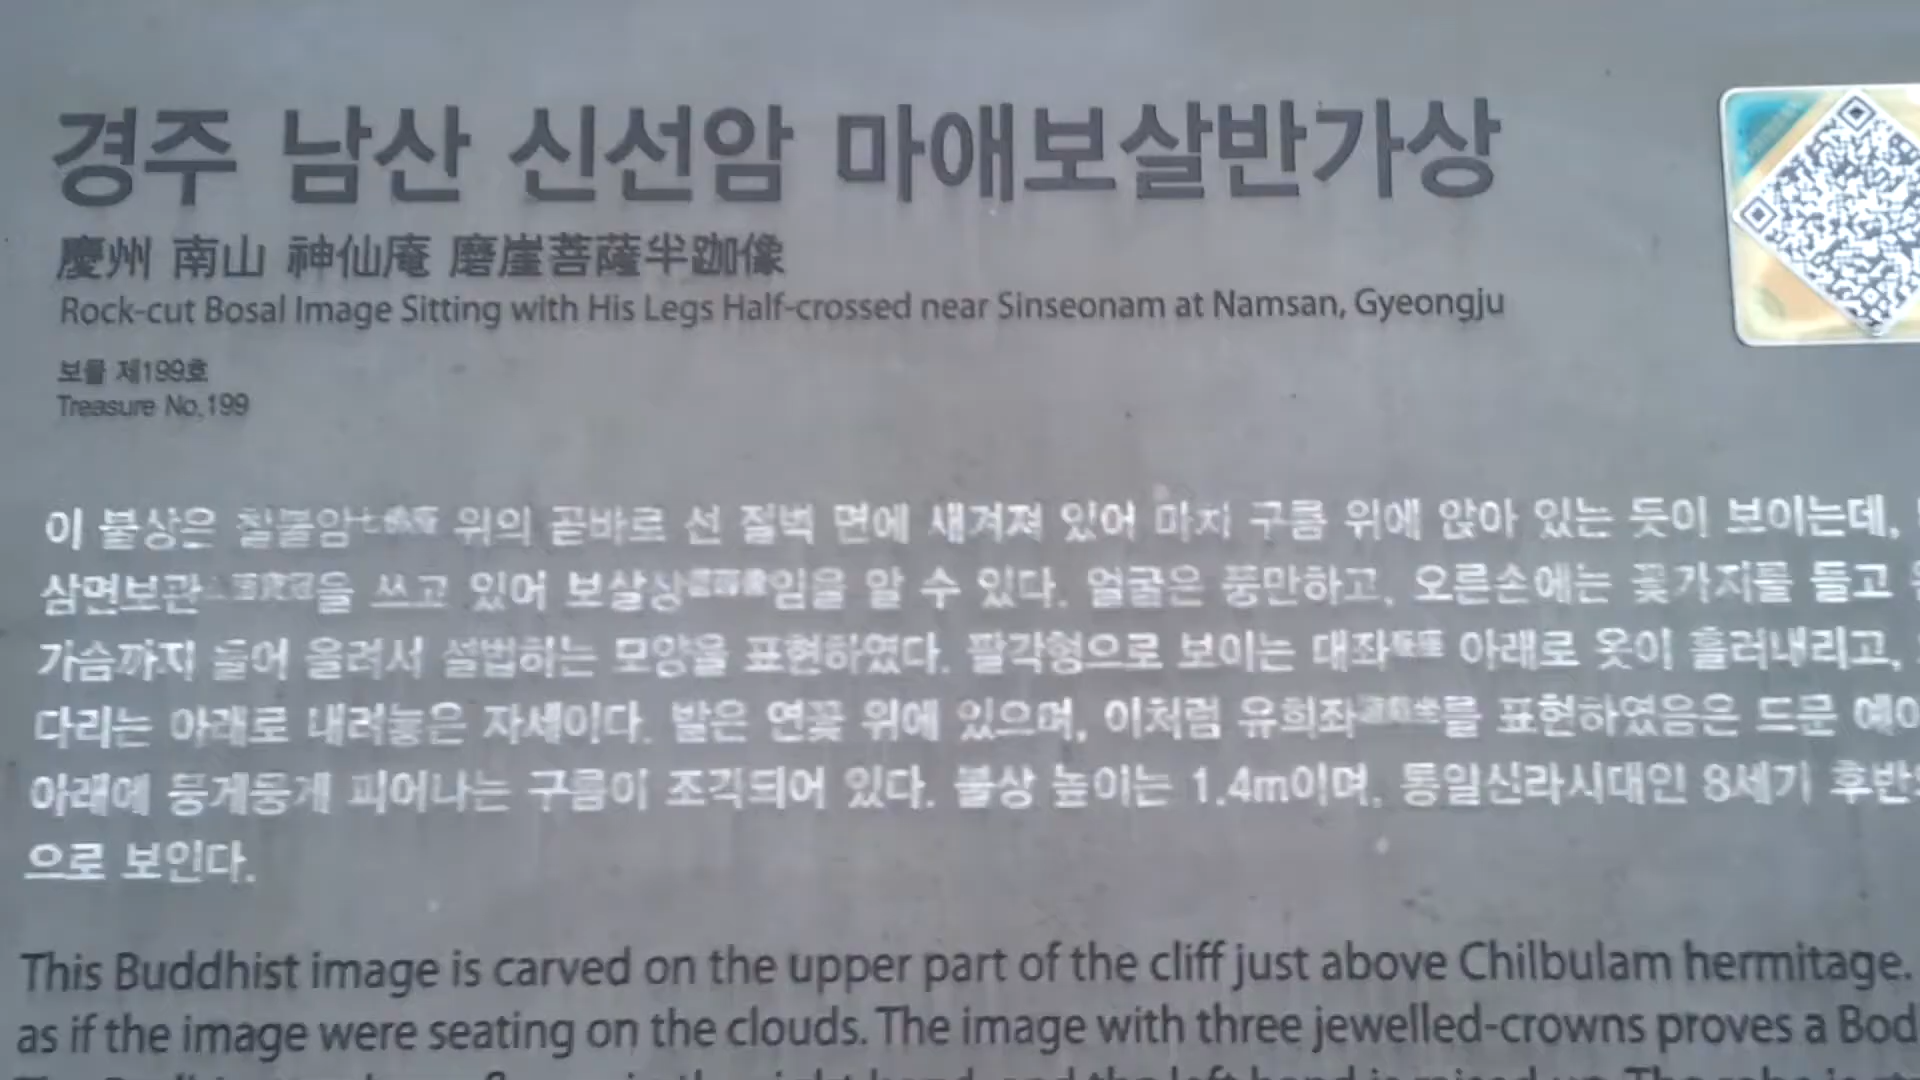 경주 남산 신선암 마애보살반가상
慶州 南山 神仙庵 磨崖菩薩半跏像
Rock-cut Bosal Image Sitting with His Legs Half-crossed near Sinseonam at Namsan, Gyeongju
보물 제199호
Treasure No.199
이 불상은 칠불암 위의 곧바로 선 절벽 면에 새겨져 있어 마치 구름 위에 앉아 있는 듯이 보이는데,
삼면보관을 쓰고 있어 보살상임을 알 수 있다. 얼굴은 풍만하고, 오른손에는 꽃가지를 들고
가슴까지 들어 올려서 설법하는 모양을 표현하였다. 팔각형으로 보이는 대좌 아래로 옷이 흘러내리고,
다리는 아래로 내려놓은 자세이다. 발은 연꽃 위에 있으며, 이처럼 유희좌를 표현하였음은 드문 예이
아래에 뭉게뭉게 피어나는 구름이 조각되어 있다. 불상 높이는 1.4m이며, 통일신라시대인 8세기 후반
으로 보인다.
This Buddhist image is carved on the upper part of the cliff just above Chilbulam hermitage.
as if the image were seating on the clouds. The image with three jewelled-crowns proves a Bod